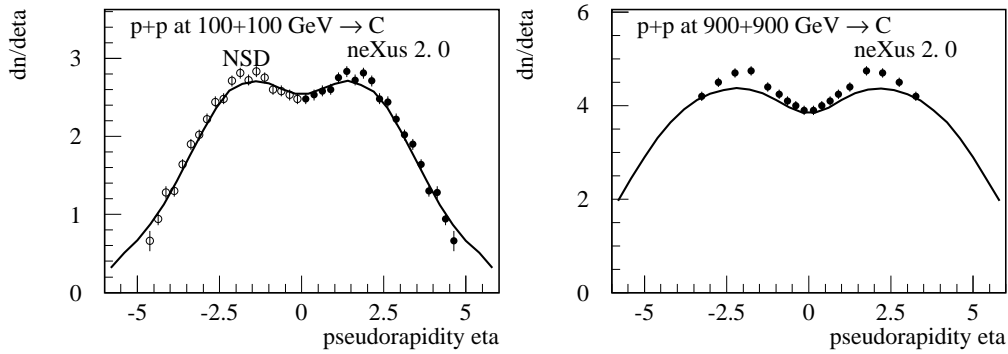 p+p at 100+100 GeV → C
NSD
neXus 2. 0
dn/deta
3
2
1
0
-5
-2.5
0
2.5
5
pseudorapidity eta
p+p at 900+900 GeV → C
neXus 2. 0
dn/deta
6
4
2
0
-5
-2.5
0
2.5
5
pseudorapidity eta